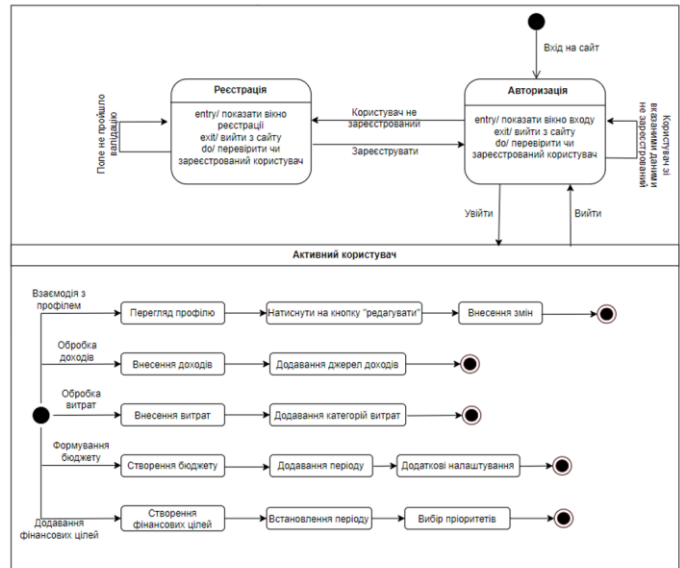 Вхід на сайт
Реєстрація
entry/ показати вікно
реєстрації
exit/ вийти з сайту
do/ перевірити чи
зареєстрований користувач
Авторизація
entry/ показати вікно входу
exit/ вийти з сайту
do/ перевірити чи
зареєстрований користувач
Поле не пройшло
валідацію
Користувач не
зареєстрований
Зареєструвати
Користувач зі
вказаними даними
не зареєстрований
Увійти
Вийти
Активний користувач
Взаємодія з
профілем
Перегляд профілю
Натиснути на кнопку "редагувати"
Внесення змін
Обробка
доходів
Внесення доходів
Додавання джерел доходів
Обробка
витрат
Внесення витрат
Додавання категорій витрат
Формування
бюджету
Створення бюджету
Додавання періоду
Додаткові налаштування
Додавання
фінансових цілей
Створення
фінансових цілей
Встановлення періоду
Вибір пріоритетів